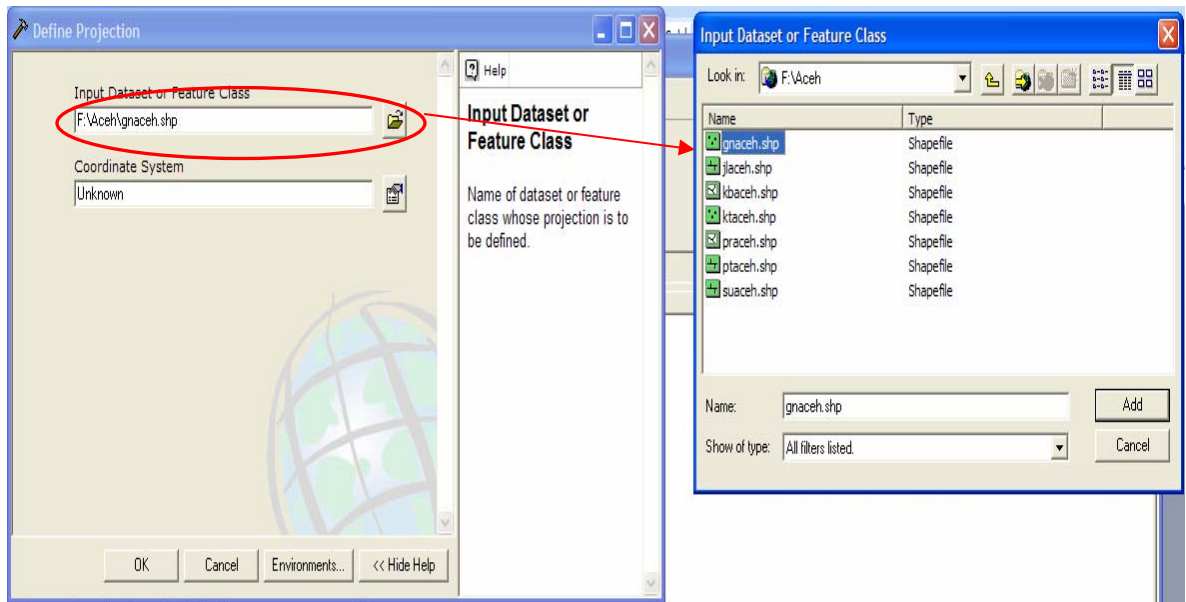 Define Projection
Input Dataset or Feature Class
F:\Aceh\gnaceh.shp
Coordinate System
Unknown
OK
Cancel
Environments...
<< Hide Help
Help
Input Dataset or
Feature Class
Name of dataset or feature
class whose projection is to
be defined.
Input Dataset or Feature Class
Look in: F:\Aceh
Name Type
gnaceh.shp Shapefile
jlaceh.shp Shapefile
kbaceh.shp Shapefile
ktaceh.shp Shapefile
praceh.shp Shapefile
ptaceh.shp Shapefile
suaceh.shp Shapefile
Name: gnaceh.shp Add
Show of type: All filters listed. Cancel